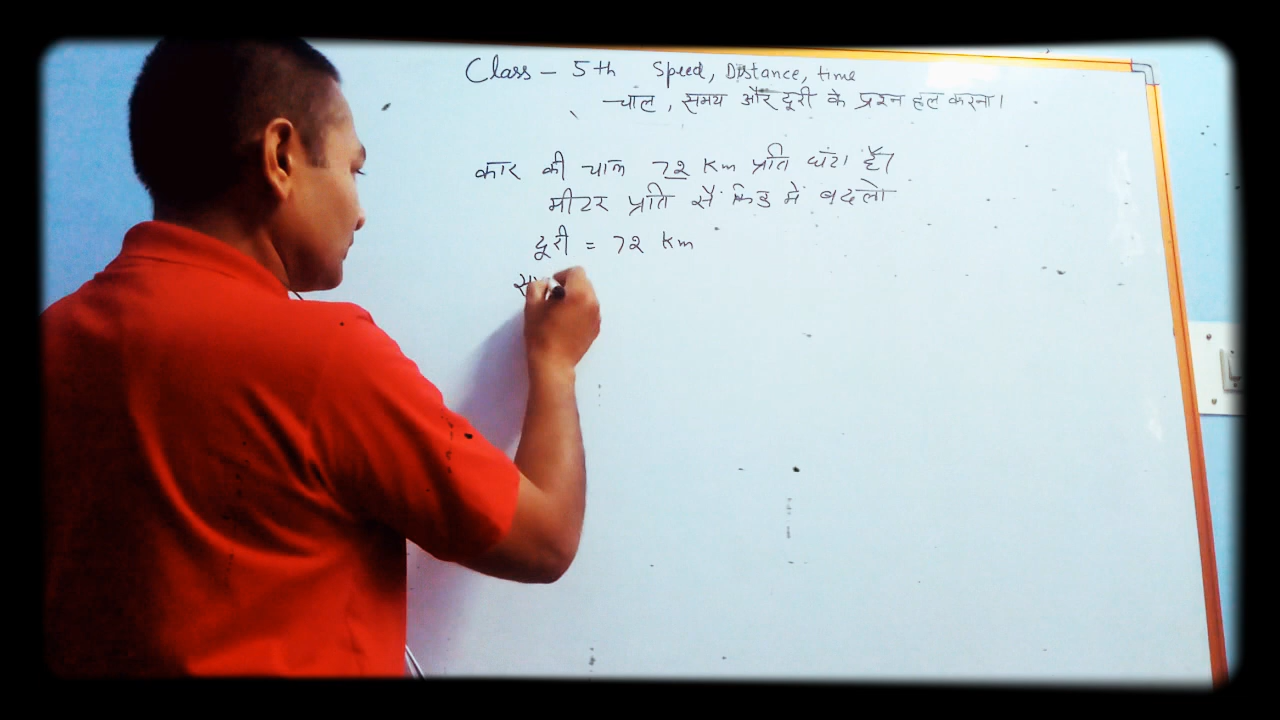 Class - 5th Speed, Distance, time
चाल, समय और दूरी के प्रश्न हल करना।
कार की चाल 72 Km प्रति घंटा है।
मीटर प्रति सैंकिड में बदलो
दूरी = 72 Km